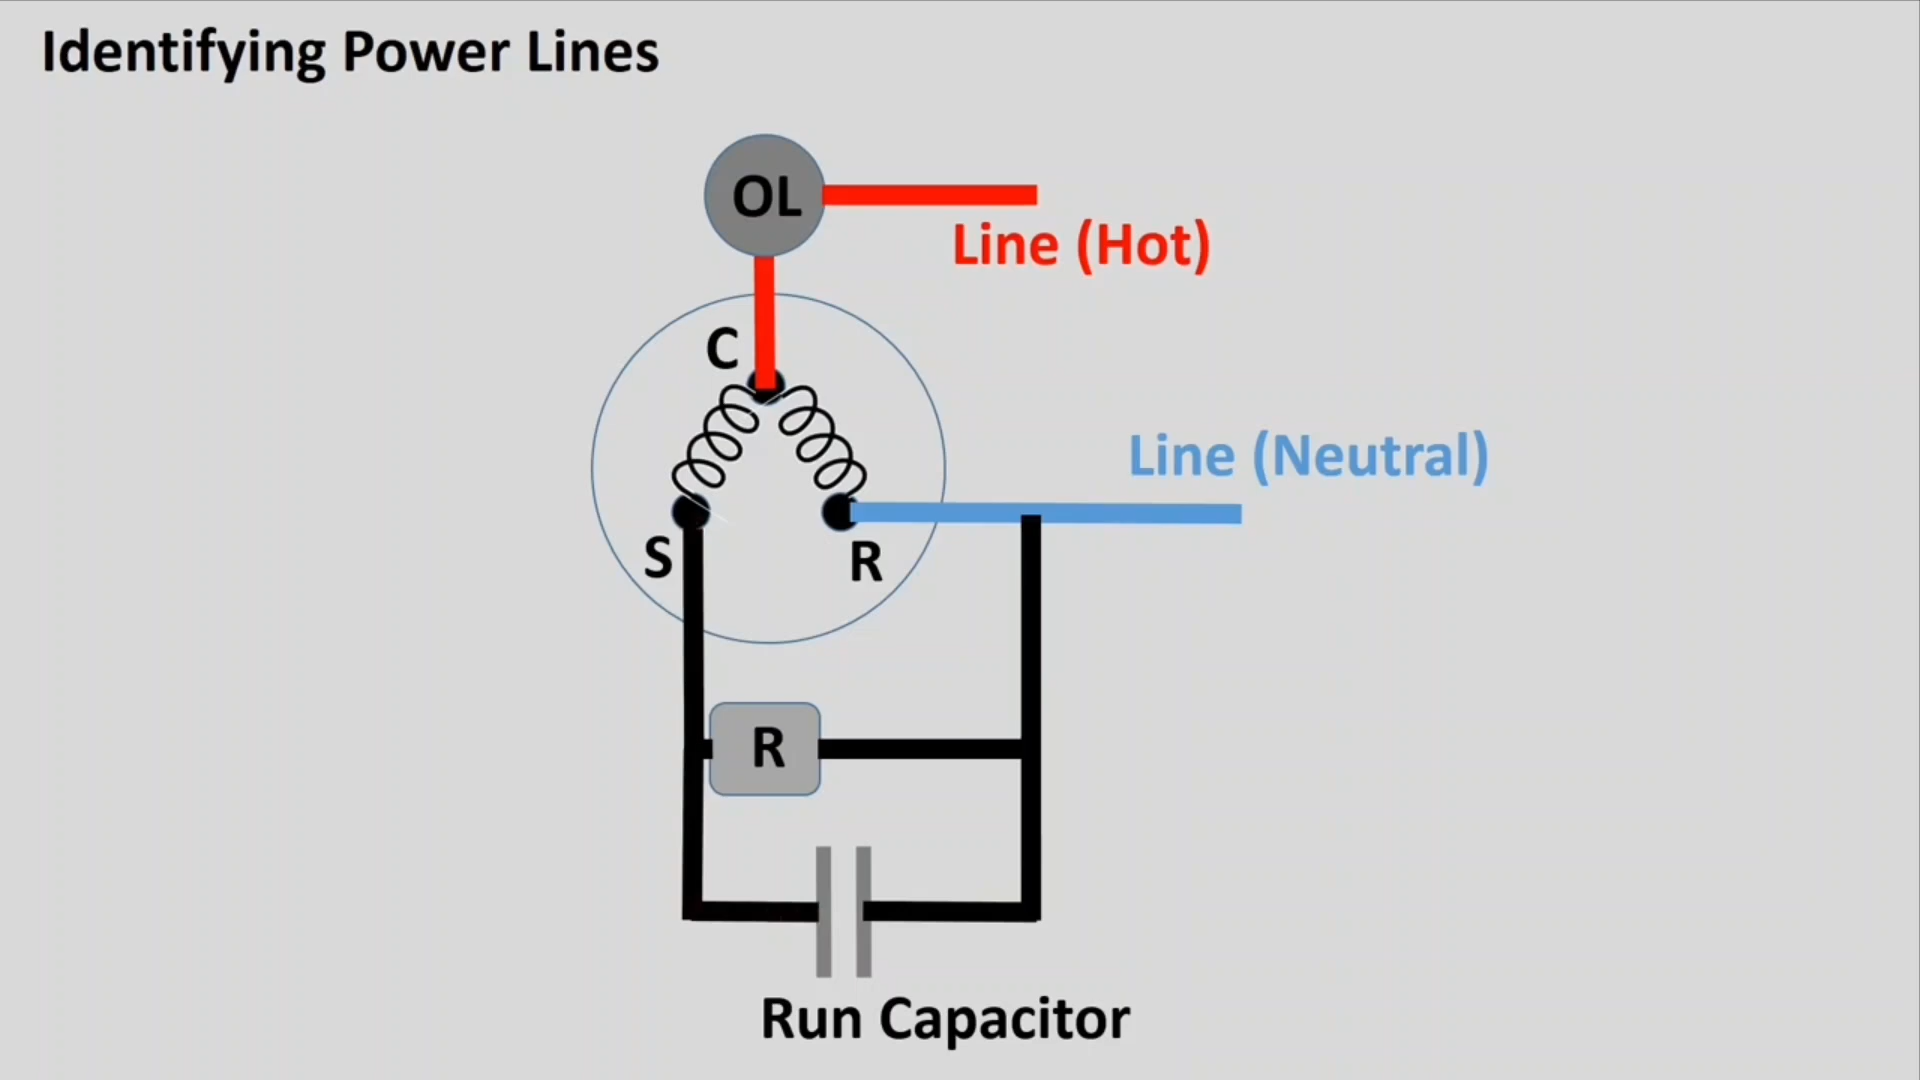 Identifying Power Lines
OL
Line (Hot)
C
Line (Neutral)
S
R
R
Run Capacitor